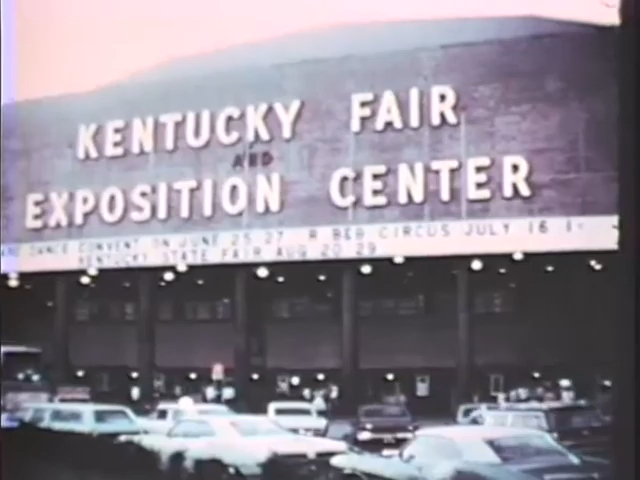 KENTUCKY FAIR
AND
EXPOSITION CENTER
DANCE CONVENT ON JUNE 25 27 R B&B CIRCUS JULY 16 1
KENTUCKY STATE FAIR AUG 20 29